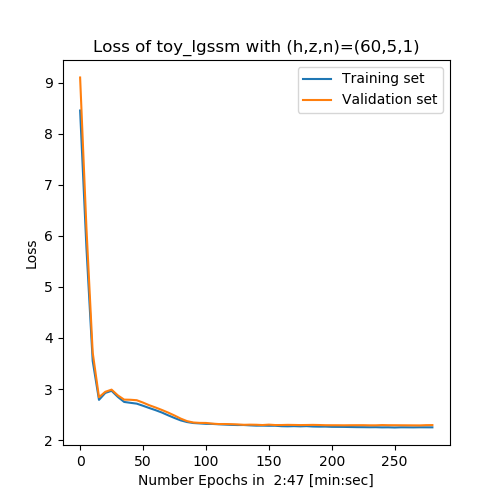 Loss of toy_lgssm with (h,z,n)=(60,5,1)
Training set
Validation set
9
8
7
6
5
4
3
2
Loss
0
50
100
150
200
250
Number Epochs in  2:47 [min:sec]